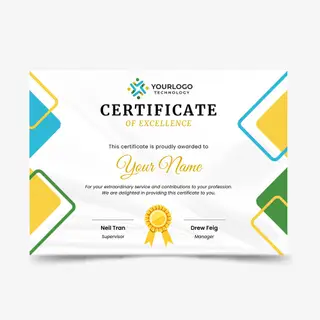 YOURLOGO
TECHNOLOGY
CERTIFICATE
OF EXCELLENCE
This certificate is proudly awarded to
Your Name
For your extraordinary service and contributions to your profession.
We are delighted in providing this certificate to you.
Neil Tran
Drew Feig
Supervisor
Manager